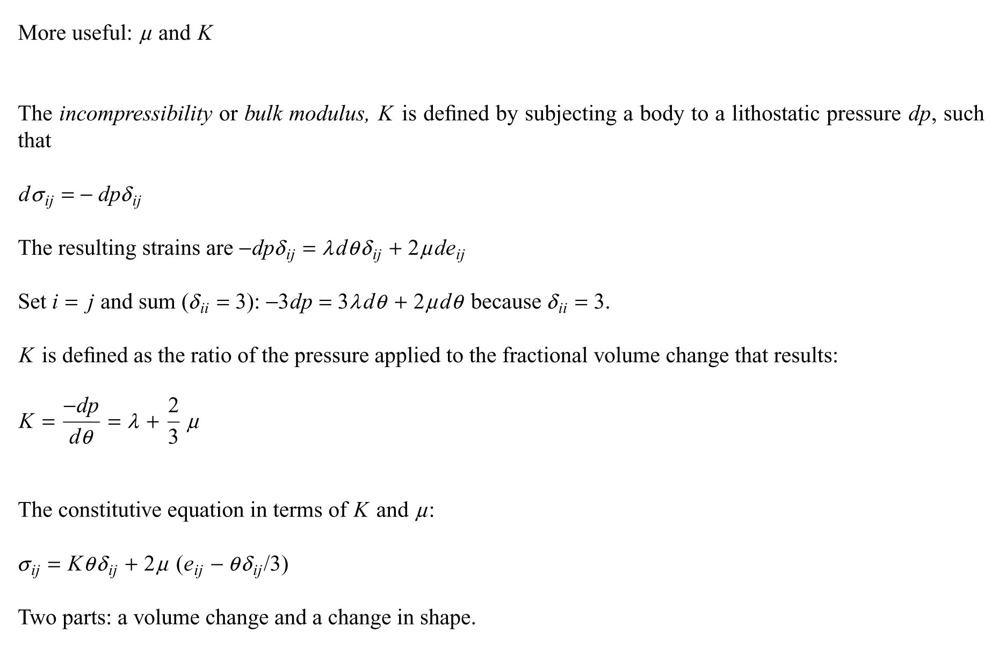 More useful: μ and K
The incompressibility or bulk modulus, K is defined by subjecting a body to a lithostatic pressure dp, such
that
dσ_ij = − dpδ_ij
The resulting strains are −dpδ_ij = λdθδ_ij + 2μde_ij
Set i = j and sum (δ_ii = 3): −3dp = 3λdθ + 2μdθ because δ_ii = 3.
K is defined as the ratio of the pressure applied to the fractional volume change that results:
K = −dp/dθ = λ + 2/3 μ
The constitutive equation in terms of K and μ:
σ_ij = Kθδ_ij + 2μ (e_ij − θδ_ij/3)
Two parts: a volume change and a change in shape.